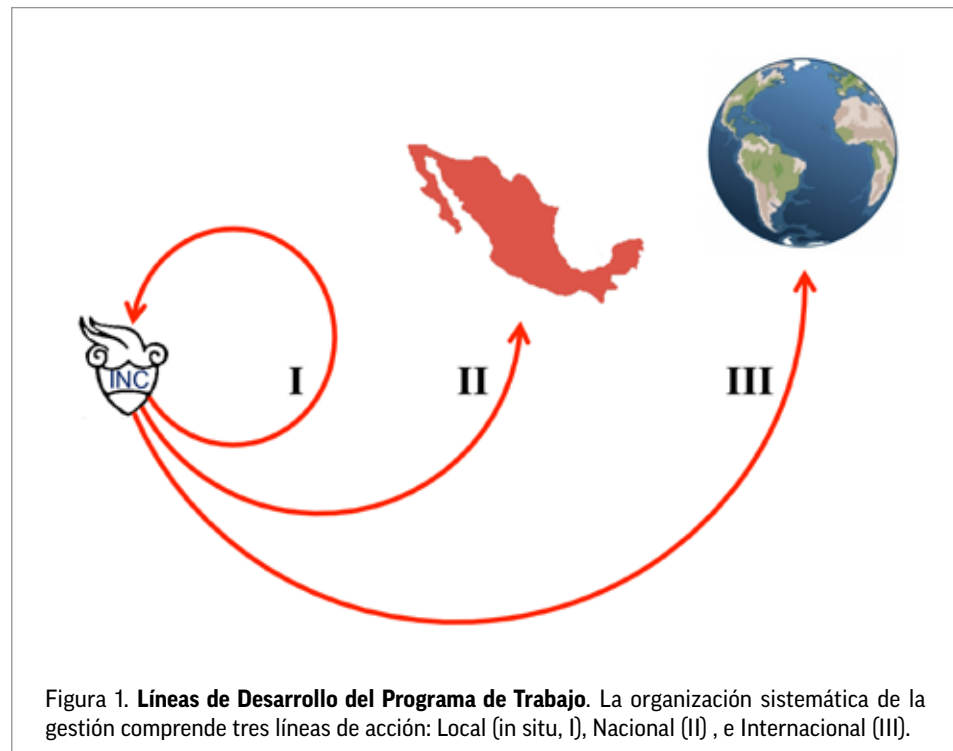 INC
I
II
III
Figura 1. Líneas de Desarrollo del Programa de Trabajo. La organización sistemática de la
gestión comprende tres líneas de acción: Local (in situ, I), Nacional (II) , e Internacional (III).